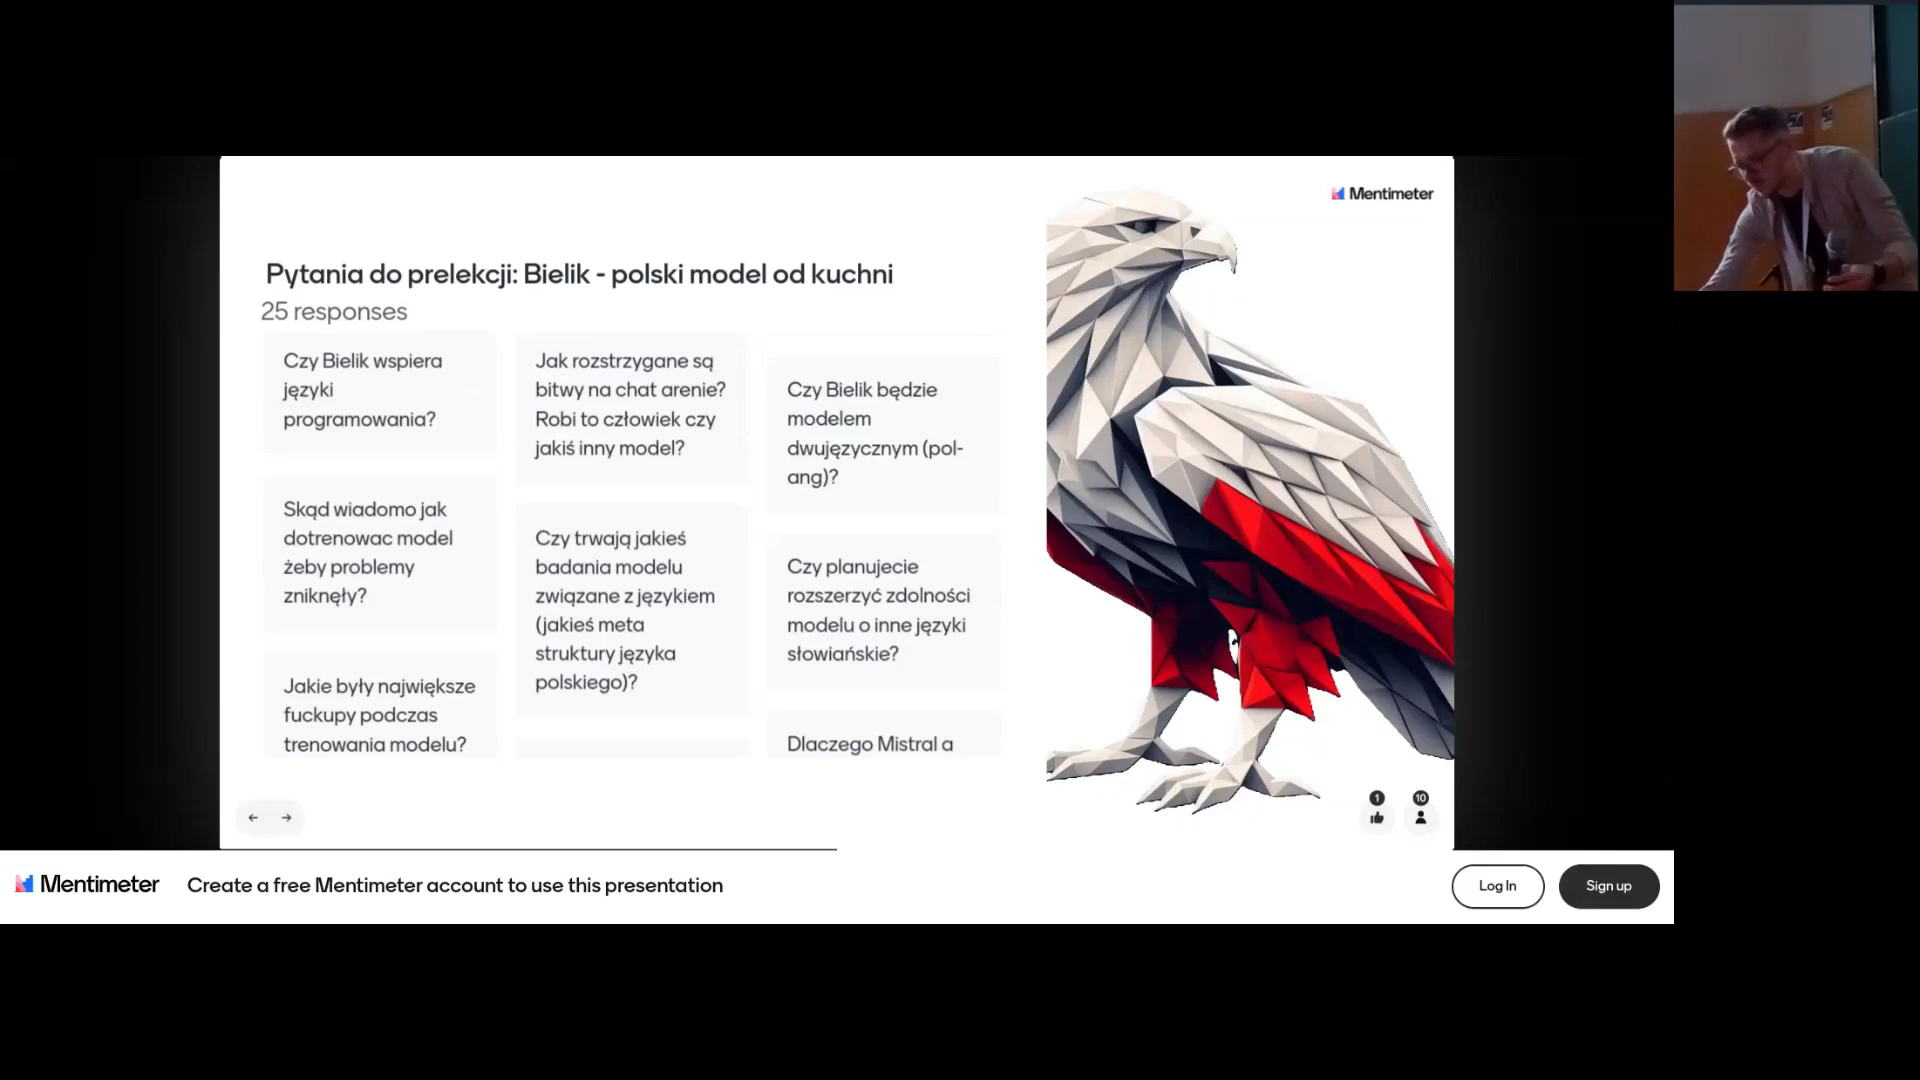 Mentimeter
Pytania do prelekcji: Bielik - polski model od kuchni
25 responses
Czy Bielik wspiera
języki
programowania?
Skąd wiadomo jak
dotrenowac model
żeby problemy
zniknęły?
Jakie były największe
fuckupy podczas
trenowania modelu?
Jak rozstrzygane są
bitwy na chat arenie?
Robi to człowiek czy
jakiś inny model?
Czy trwają jakieś
badania modelu
związane z językiem
(jakieś meta
struktury języka
polskiego)?
Czy Bielik będzie
modelem
dwujęzycznym (pol-
ang)?
Czy planujecie
rozszerzyć zdolności
modelu o inne języki
słowiańskie?
Dlaczego Mistral a
1
10
Mentimeter
Create a free Mentimeter account to use this presentation
Log In
Sign up